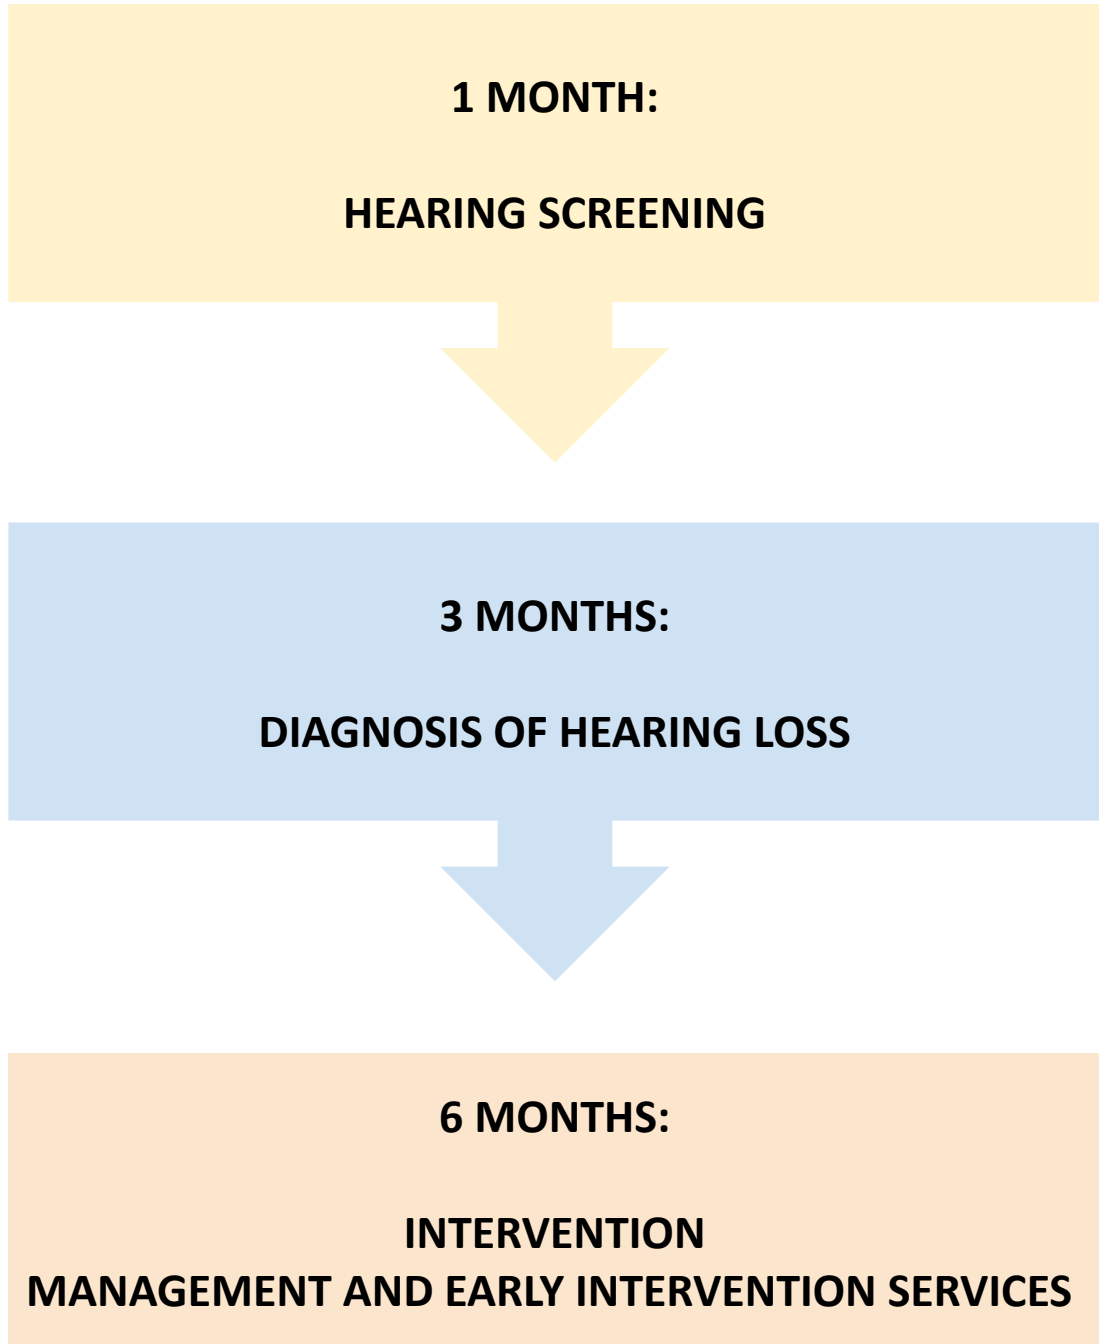 1 MONTH:
HEARING SCREENING
3 MONTHS:
DIAGNOSIS OF HEARING LOSS
6 MONTHS:
INTERVENTION
MANAGEMENT AND EARLY INTERVENTION SERVICES